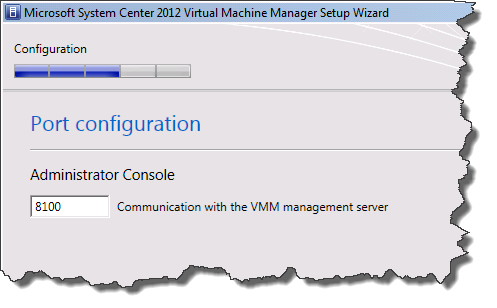 Microsoft System Center 2012 Virtual Machine Manager Setup Wizard
Configuration
Port configuration
Administrator Console
8100 Communication with the VMM management server